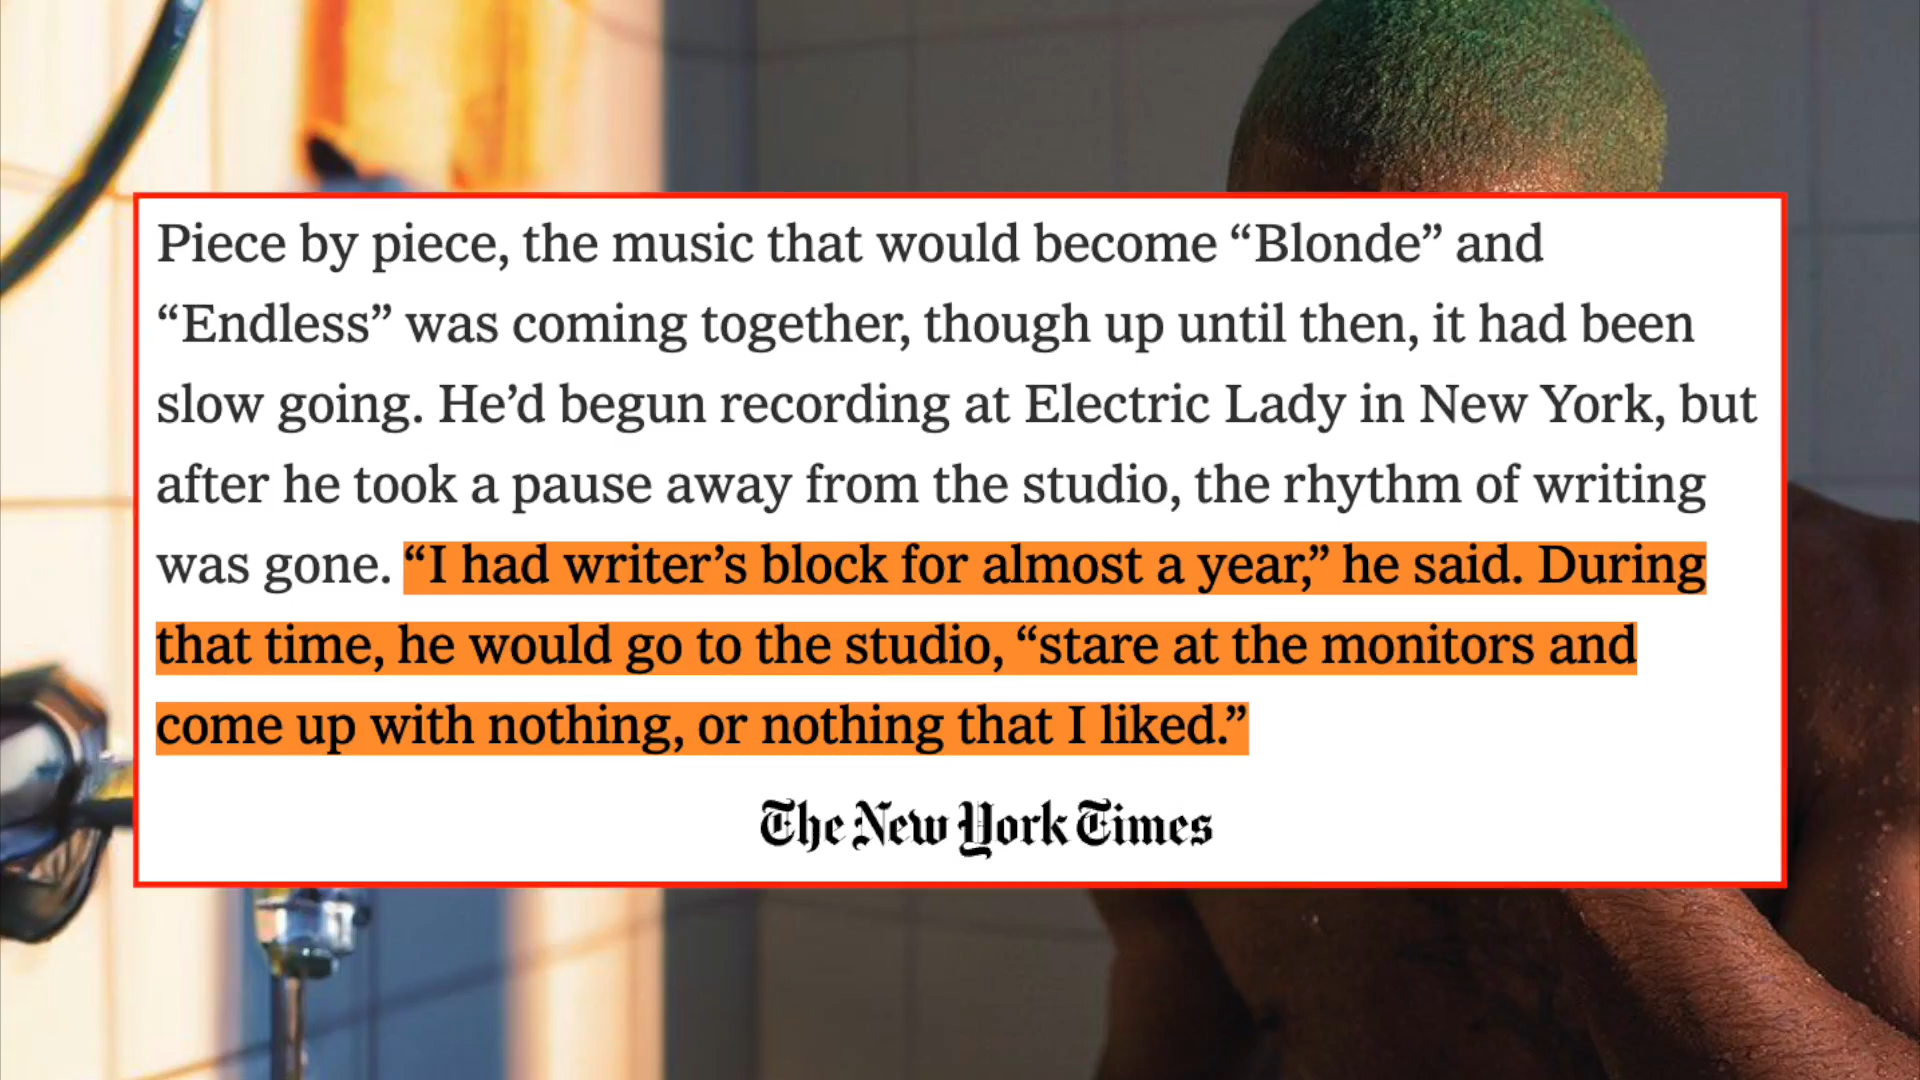 Piece by piece, the music that would become “Blonde” and
“Endless” was coming together, though up until then, it had been
slow going. He’d begun recording at Electric Lady in New York, but
after he took a pause away from the studio, the rhythm of writing
was gone. “I had writer’s block for almost a year,” he said. During
that time, he would go to the studio, “stare at the monitors and
come up with nothing, or nothing that I liked.”
The New York Times